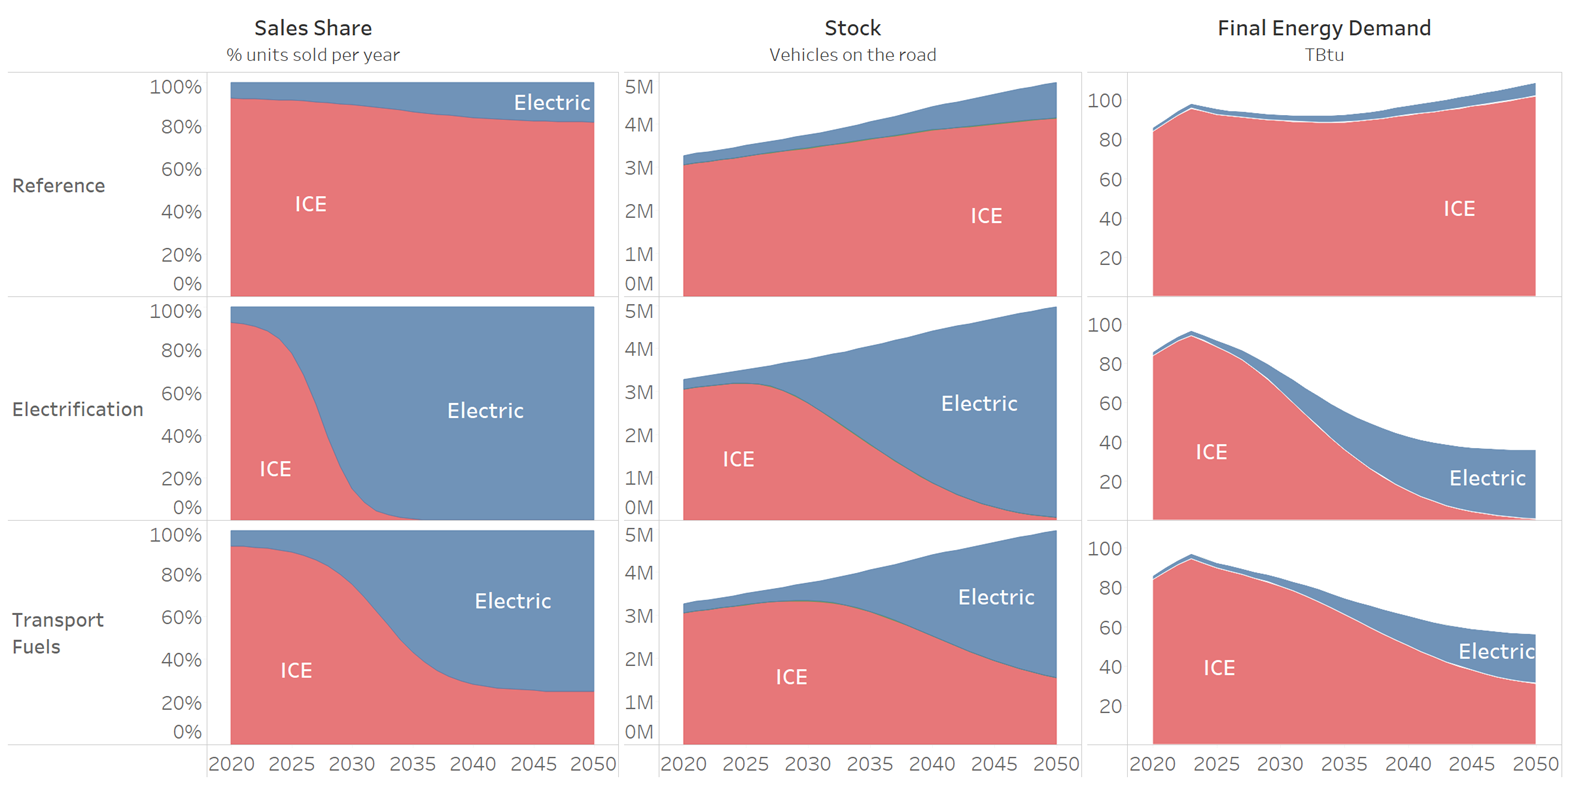 Sales Share
% units sold per year
Stock
Vehicles on the road
Final Energy Demand
TBtu
Reference
100%
80%
60%
40%
20%
0%
Electric
ICE
5M
4M
3M
2M
1M
0M
ICE
100
80
60
40
20
ICE
Electrification
100%
80%
60%
40%
20%
0%
Electric
ICE
5M
4M
3M
2M
1M
0M
Electric
ICE
100
80
60
40
20
ICE
Electric
Transport
Fuels
100%
80%
60%
40%
20%
0%
Electric
ICE
5M
4M
3M
2M
1M
0M
Electric
ICE
100
80
60
40
20
Electric
ICE
2020 2025 2030 2035 2040 2045 2050
2020 2025 2030 2035 2040 2045 2050
2020 2025 2030 2035 2040 2045 2050